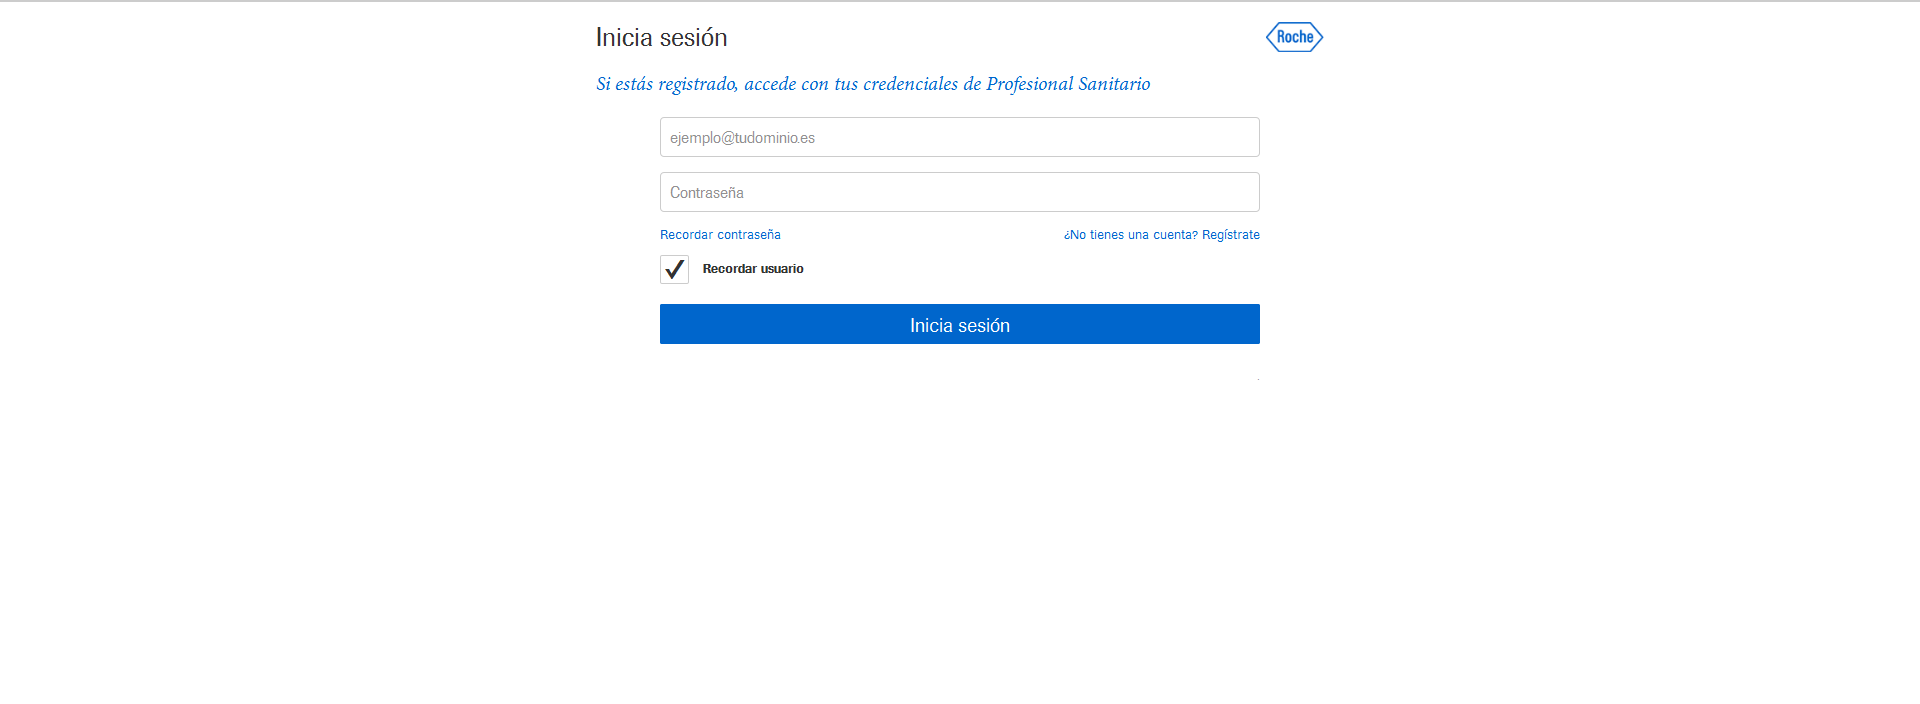 Inicia sesión
Roche
Si estás registrado, accede con tus credenciales de Profesional Sanitario
ejemplo@tudominio.es
Contraseña
Recordar contraseña
¿No tienes una cuenta? Regístrate
Recordar usuario
Inicia sesión
.